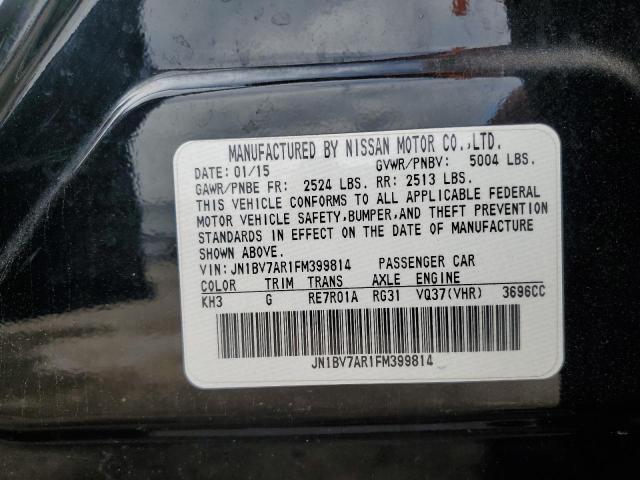 MANUFACTURED BY NISSAN MOTOR CO.,LTD.
DATE: 01/15 GVWR/PNBV: 5004 LBS.
GAWR/PNBE FR: 2524 LBS. RR: 2513 LBS.
THIS VEHICLE CONFORMS TO ALL APPLICABLE FEDERAL
MOTOR VEHICLE SAFETY,BUMPER,AND THEFT PREVENTION
STANDARDS IN EFFECT ON THE DATE OF MANUFACTURE
SHOWN ABOVE.
VIN: JN1BV7AR1FM399814 PASSENGER CAR
COLOR TRIM TRANS AXLE ENGINE
KH3 G RE7R01A RG31 VQ37(VHR) 3696CC
JN1BV7AR1FM399814